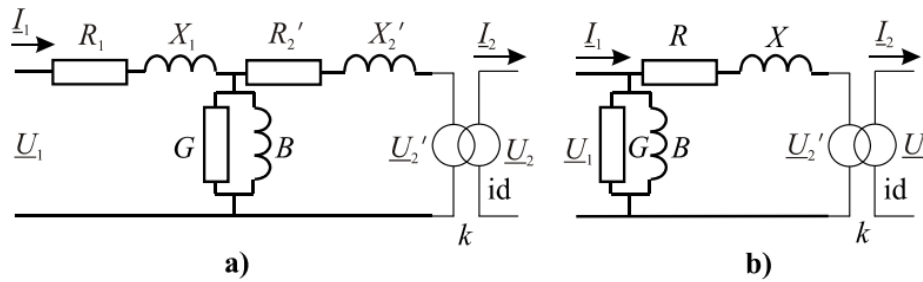 I₁ R₁ X₁ R₂′ X₂′ I₂
U₁ G B U₂′ U₂
id
k
a)
I₁ R X I₂
U₁ G B U₂′ U
id
k
b)